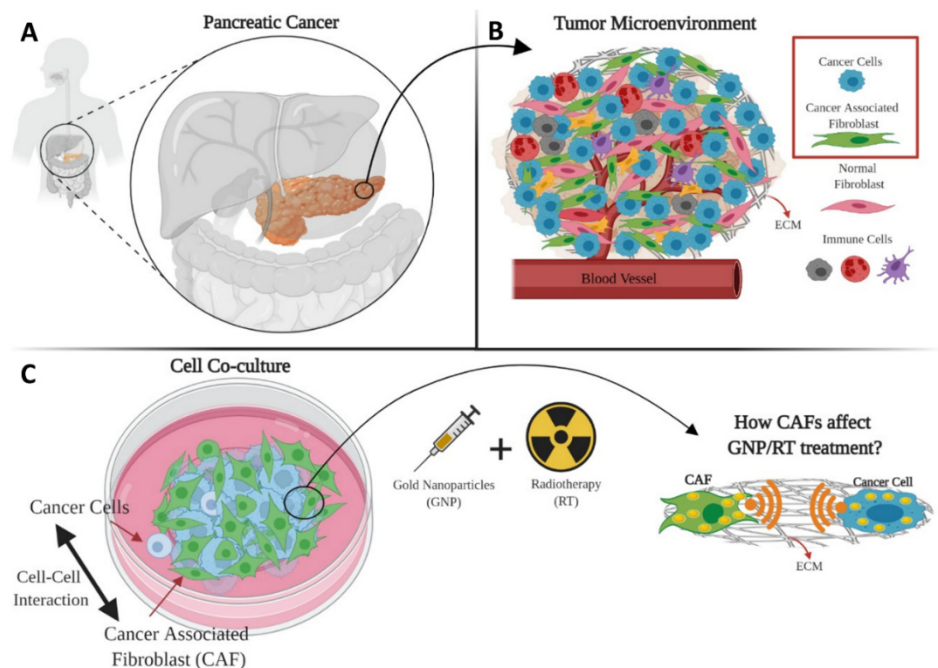 A
Pancreatic Cancer
B
Tumor Microenvironment
Cancer Cells
Cancer Associated
Fibroblast
Normal
Fibroblast
ECM
Immune Cells
Blood Vessel
C
Cell Co-culture
Cancer Cells
Cell-Cell
Interaction
Cancer Associated
Fibroblast (CAF)
Gold Nanoparticles
(GNP)
+
Radiotherapy
(RT)
How CAFs affect
GNP/RT treatment?
CAF
Cancer Cell
ECM